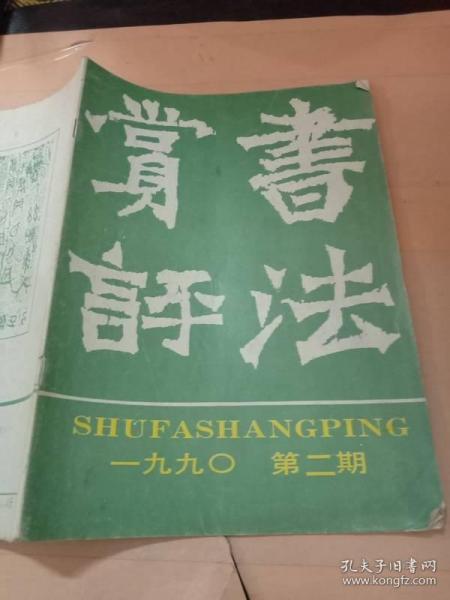 書法
賞評
SHUFASHANGPING
一九九〇 第二期
孔夫子旧书网
www.kongfz.com